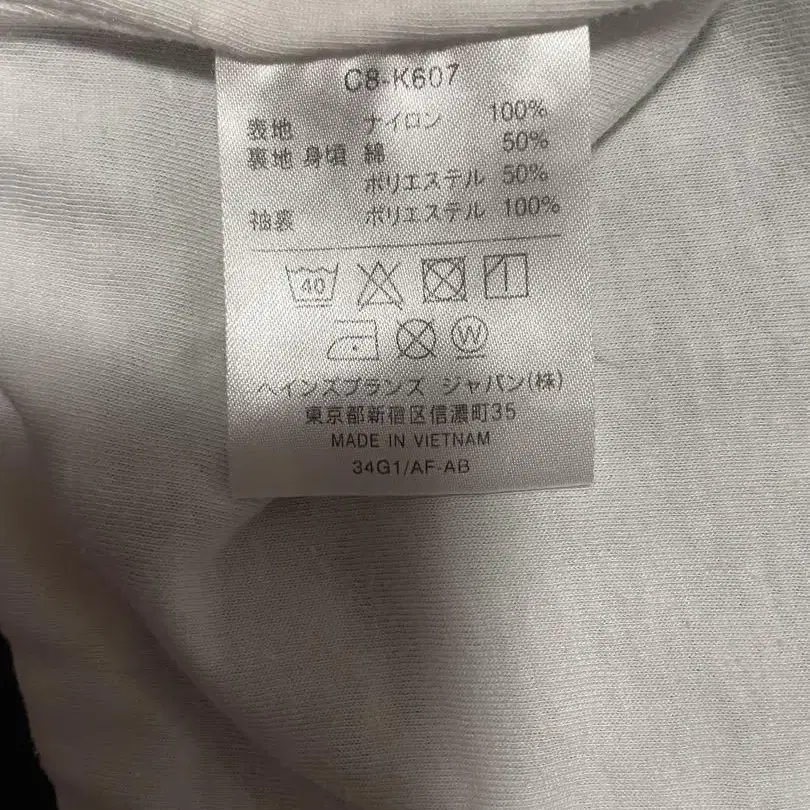 C8-K607
表地 ナイロン 100%
裏地 身頃 綿 50%
ポリエステル 50%
袖裏 ポリエステル 100%
40
W
ヘインズブランズ ジャパン(株)
東京都新宿区信濃町35
MADE IN VIETNAM
34G1/AF-AB